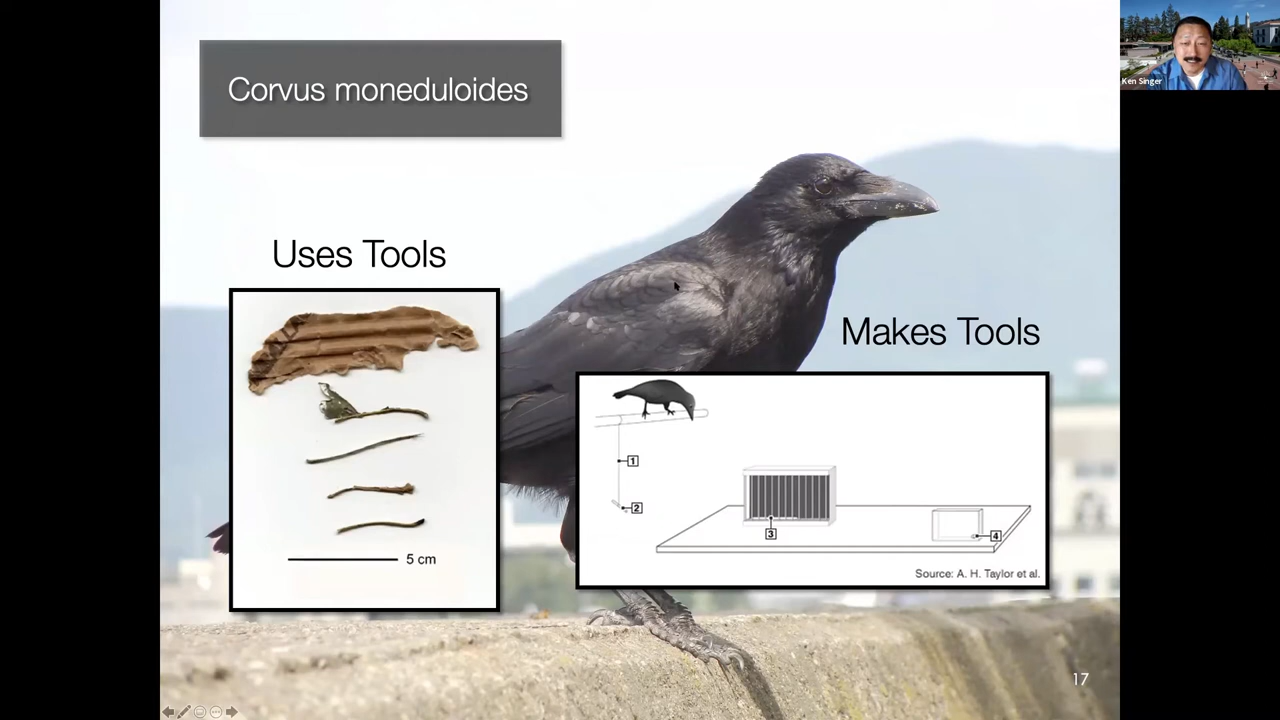 Corvus moneduloides
Ken Singer
Uses Tools
Makes Tools
1
2
3
4
5 cm
Source: A. H. Taylor et al.
17